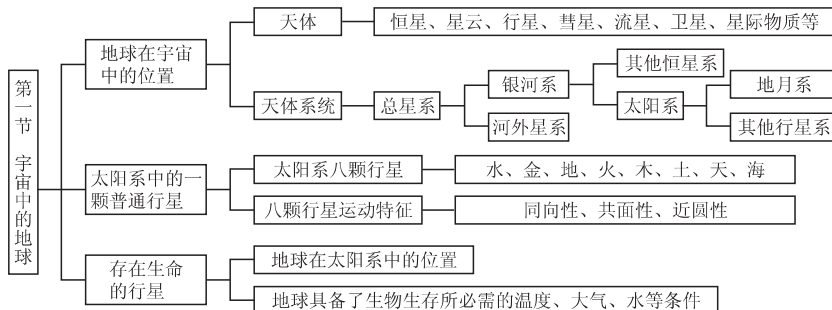 第一节 宇宙中的地球
地球在宇宙
中的位置
天体
恒星、星云、行星、彗星、流星、卫星、星际物质等
天体系统
总星系
银河系
其他恒星系
太阳系
地月系
其他行星系
河外星系
太阳系中的一
颗普通行星
太阳系八颗行星
水、金、地、火、木、土、天、海
八颗行星运动特征
同向性、共面性、近圆性
存在生命
的行星
地球在太阳系中的位置
地球具备了生物生存所必需的温度、大气、水等条件